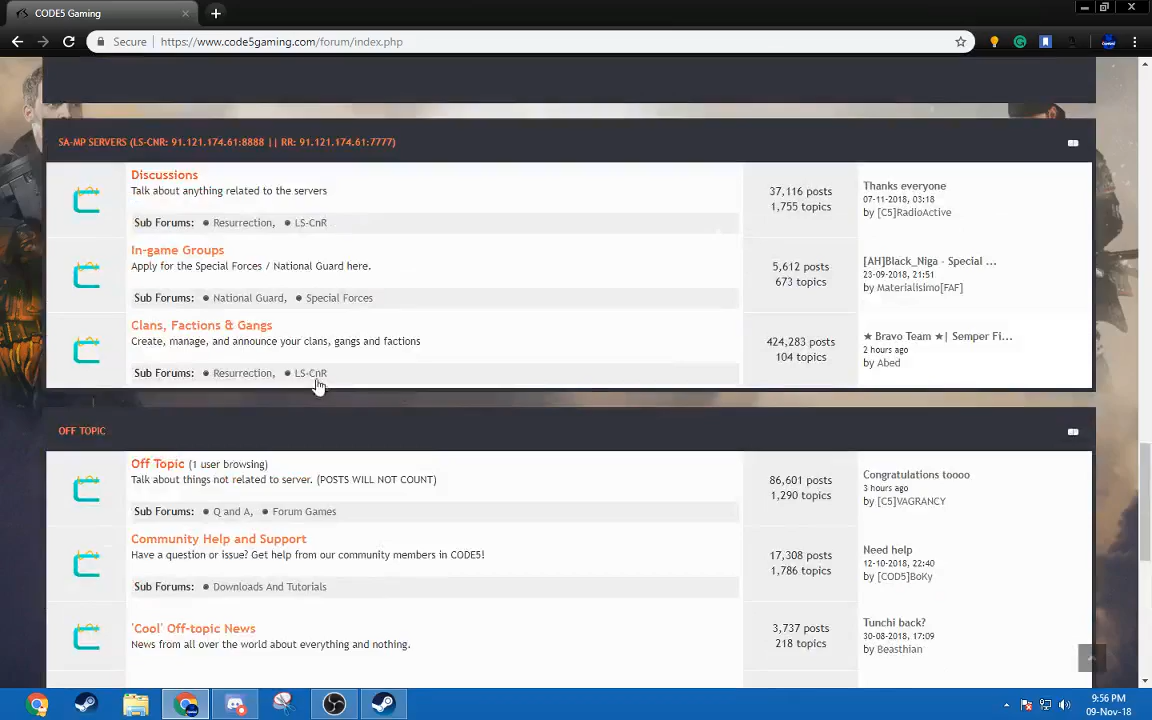 CODE5 Gaming
Secure
https://www.code5gaming.com/forum/index.php
SA-MP SERVERS (LS-CNR: 91.121.174.61:8888 || RR: 91.121.174.61:7777)
Discussions
Talk about anything related to the servers
Sub Forums: Resurrection, LS-CnR
37,116 posts
1,755 topics
Thanks everyone
07-11-2018, 03:18
by [C5]RadioActive
In-game Groups
Apply for the Special Forces / National Guard here.
Sub Forums: National Guard, Special Forces
5,612 posts
673 topics
[AH]Black_Niga - Special ...
23-09-2018, 21:51
by Materialisimo[FAF]
Clans, Factions & Gangs
Create, manage, and announce your clans, gangs and factions
Sub Forums: Resurrection, LS-CnR
424,283 posts
104 topics
★ Bravo Team ★| Semper Fi...
2 hours ago
by Abed
OFF TOPIC
Off Topic (1 user browsing)
Talk about things not related to server. (POSTS WILL NOT COUNT)
Sub Forums: Q and A, Forum Games
86,601 posts
1,290 topics
Congratulations toooo
3 hours ago
by [C5]VAGRANCY
Community Help and Support
Have a question or issue? Get help from our community members in CODE5!
Sub Forums: Downloads And Tutorials
17,308 posts
1,786 topics
Need help
12-10-2018, 22:40
by [COD5]BoKy
'Cool' Off-topic News
News from all over the world about everything and nothing.
3,737 posts
218 topics
Tunchi back?
30-08-2018, 17:09
by Beasthian
9:56 PM
09-Nov-18